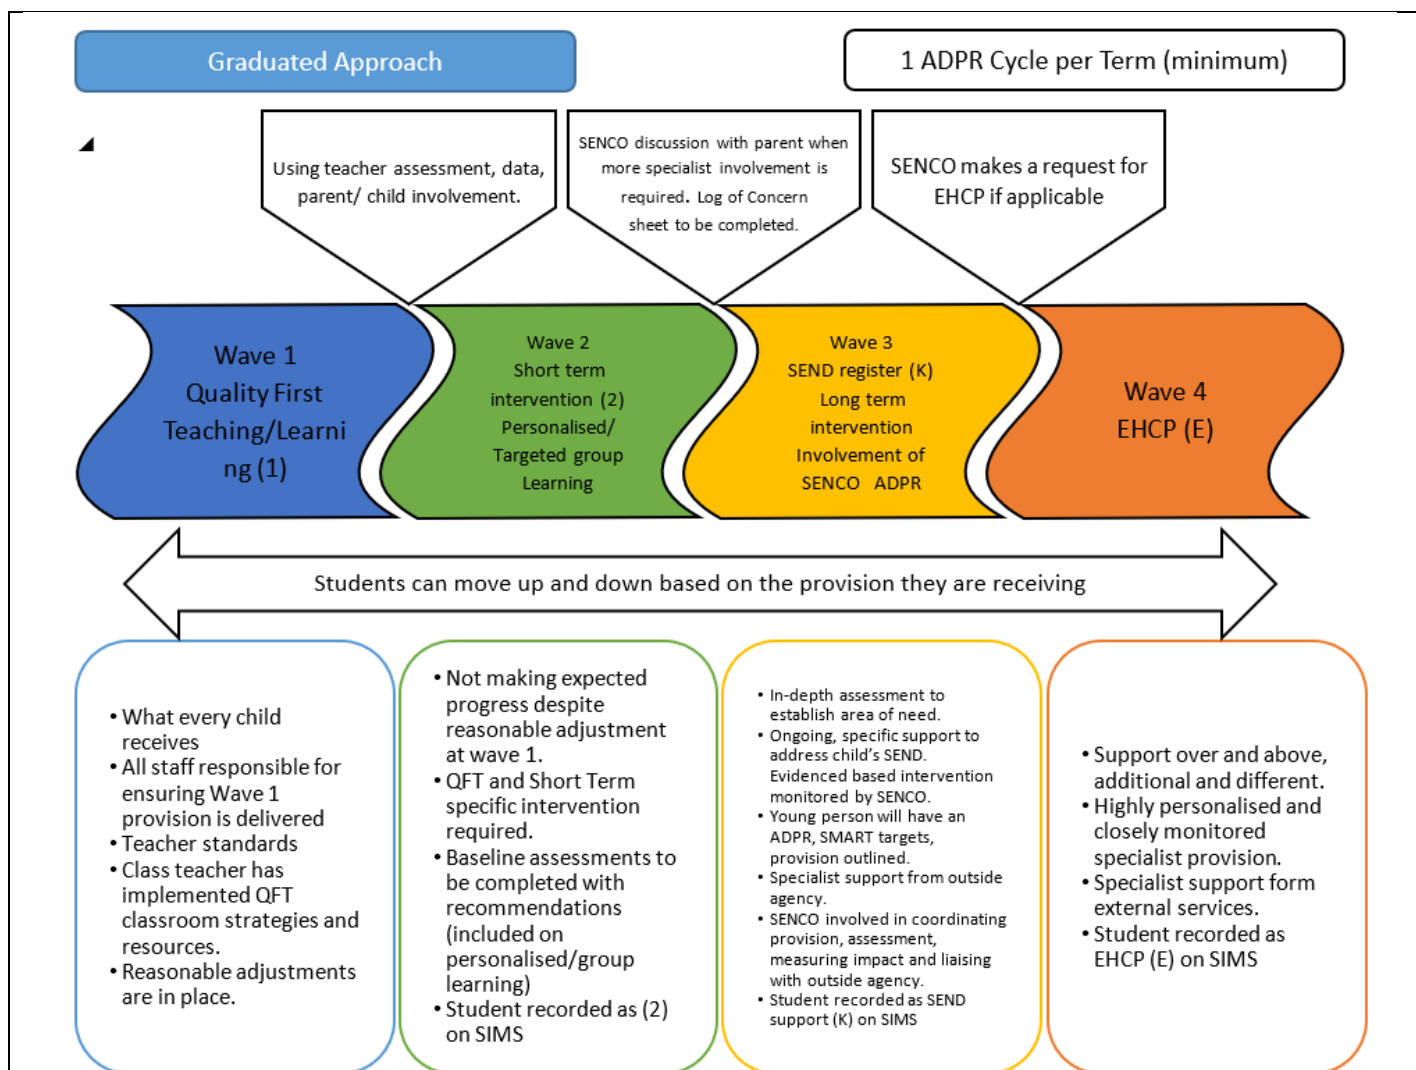 Graduated Approach
1 ADPR Cycle per Term (minimum)
Using teacher assessment, data,
parent/ child involvement.
SENCO discussion with parent when
more specialist involvement is
required. Log of Concern
sheet to be completed.
SENCO makes a request for
EHCP if applicable
Wave 1
Quality First
Teaching/Learni
ng (1)
Wave 2
Short term
intervention (2)
Personalised/
Targeted group
Learning
Wave 3
SEND register (K)
Long term
intervention
Involvement of
SENCO ADPR
Wave 4
EHCP (E)
Students can move up and down based on the provision they are receiving
• What every child
receives
• All staff responsible for
ensuring Wave 1
provision is delivered
• Teacher standards
• Class teacher has
implemented QFT
classroom strategies and
resources.
• Reasonable adjustments
are in place.
• Not making expected
progress despite
reasonable adjustment
at wave 1.
• QFT and Short Term
specific intervention
required.
• Baseline assessments to
be completed with
recommendations
(included on
personalised/group
learning)
• Student recorded as (2)
on SIMS
• In-depth assessment to
establish area of need.
• Ongoing, specific support to
address child’s SEND.
Evidenced based intervention
monitored by SENCO.
• Young person will have an
ADPR, SMART targets,
provision outlined.
• Specialist support from outside
agency.
• SENCO involved in coordinating
provision, assessment,
measuring impact and liaising
with outside agency.
• Student recorded as SEND
support (K) on SIMS
• Support over and above,
additional and different.
• Highly personalised and
closely monitored
specialist provision.
• Specialist support form
external services.
• Student recorded as
EHCP (E) on SIMS